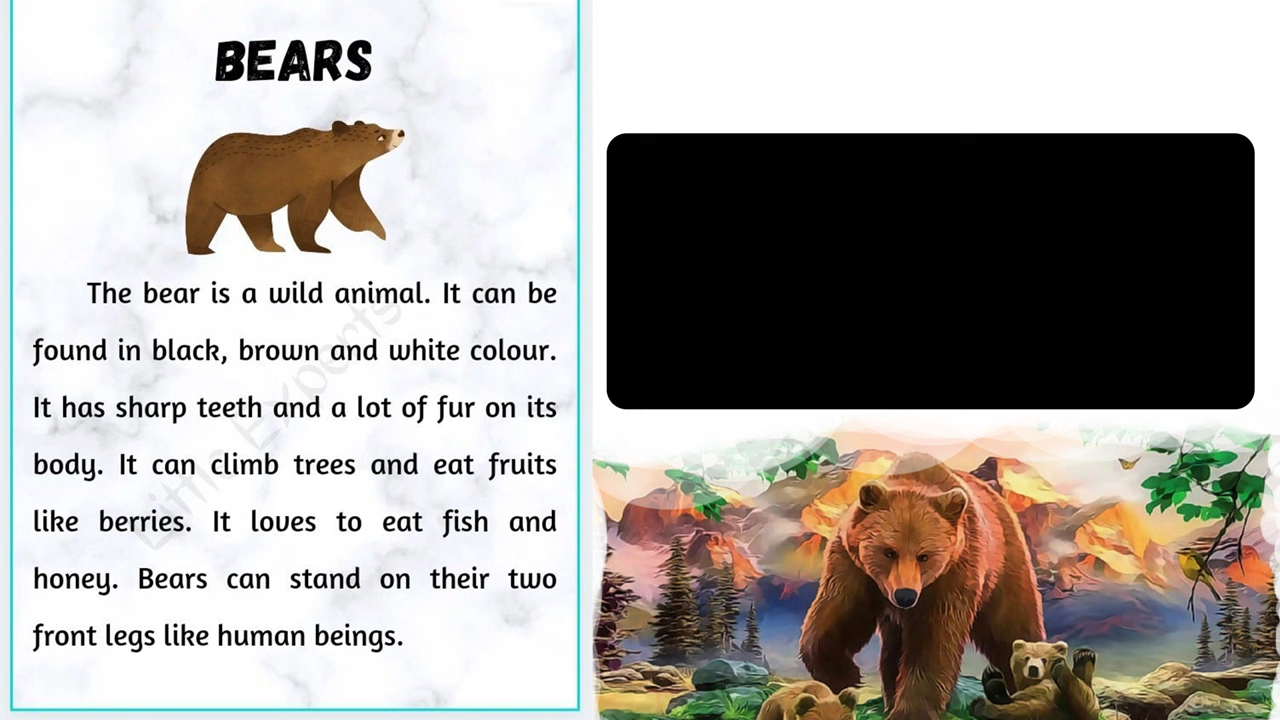 BEARS
The bear is a wild animal. It can be
found in black, brown and white colour.
It has sharp teeth and a lot of fur on its
body. It can climb trees and eat fruits
like berries. It loves to eat fish and
honey. Bears can stand on their two
front legs like human beings.
Little Experts